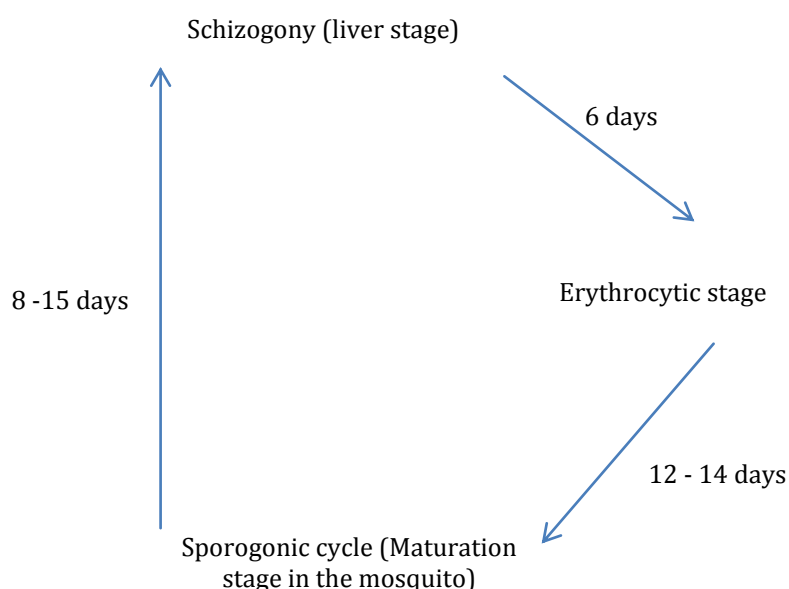 Schizogony (liver stage)
6 days
8 -15 days
Erythrocytic stage
12 - 14 days
Sporogonic cycle (Maturation
stage in the mosquito)